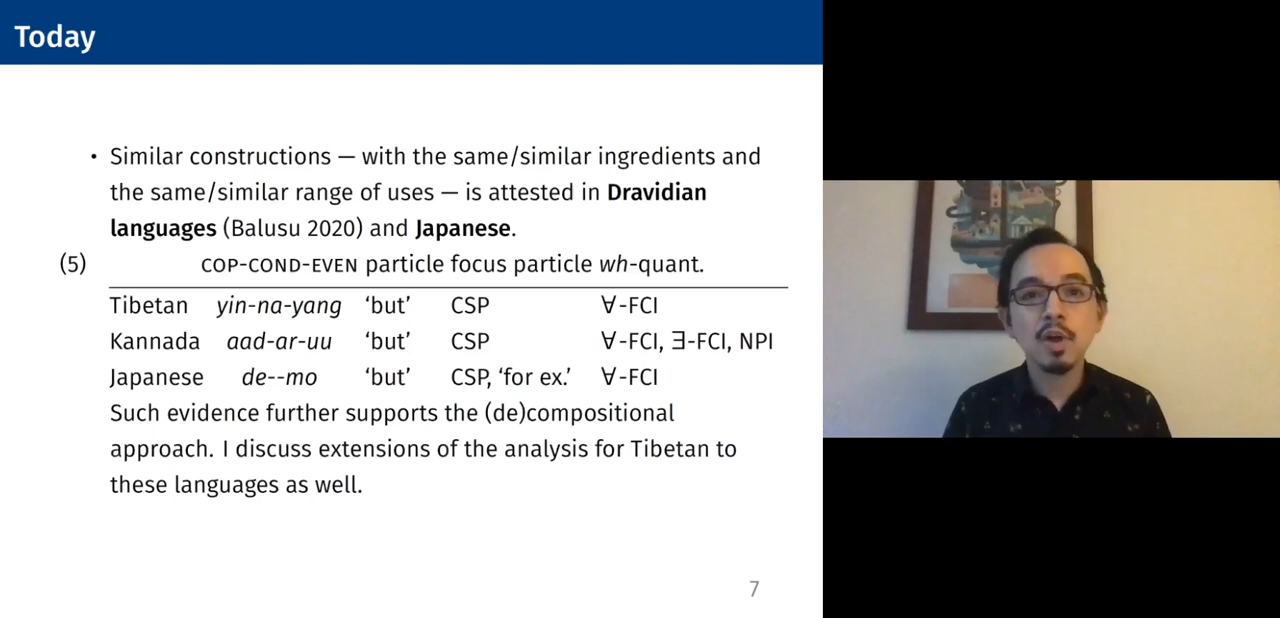 Today
• Similar constructions — with the same/similar ingredients and
the same/similar range of uses — is attested in Dravidian
languages (Balusu 2020) and Japanese.
(5) COP-COND-EVEN particle focus particle wh-quant.
Tibetan yin-na-yang ‘but’ CSP ∀-FCI
Kannada aad-ar-uu ‘but’ CSP ∀-FCI, ∃-FCI, NPI
Japanese de--mo ‘but’ CSP, ‘for ex.’ ∀-FCI
Such evidence further supports the (de)compositional
approach. I discuss extensions of the analysis for Tibetan to
these languages as well.
7